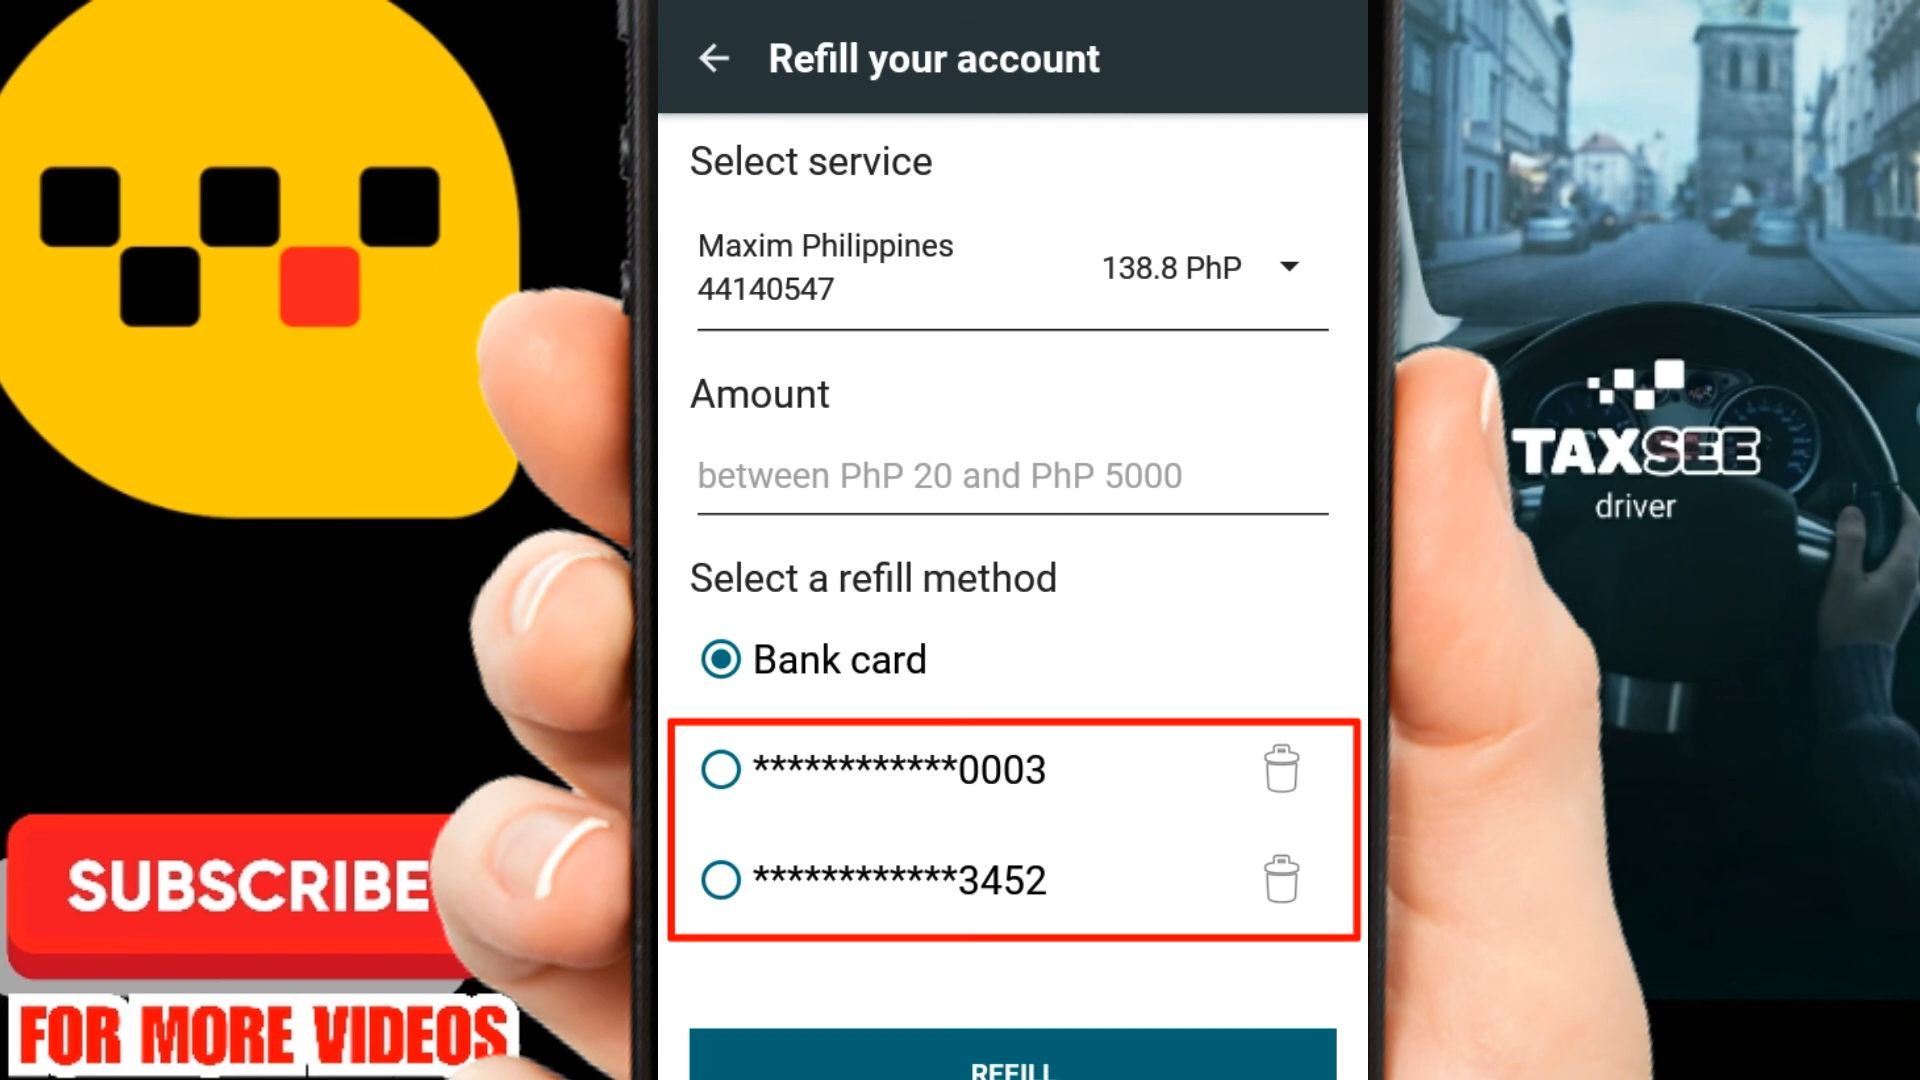 Refill your account
Select service
Maxim Philippines
44140547
138.8 PhP
Amount
between PhP 20 and PhP 5000
Select a refill method
Bank card
************0003
************3452
REFILL
TAXSEE
driver
SUBSCRIBE
FOR MORE VIDEOS